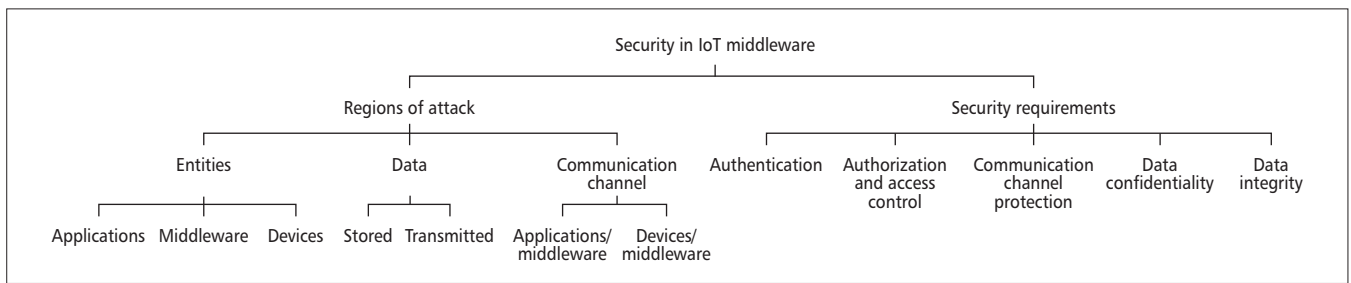 Security in IoT middleware
Regions of attack
Security requirements
Entities
Data
Communication
channel
Authentication
Authorization
and access
control
Communication
channel
protection
Data
confidentiality
Data
integrity
Applications
Middleware
Devices
Stored
Transmitted
Applications/
middleware
Devices/
middleware